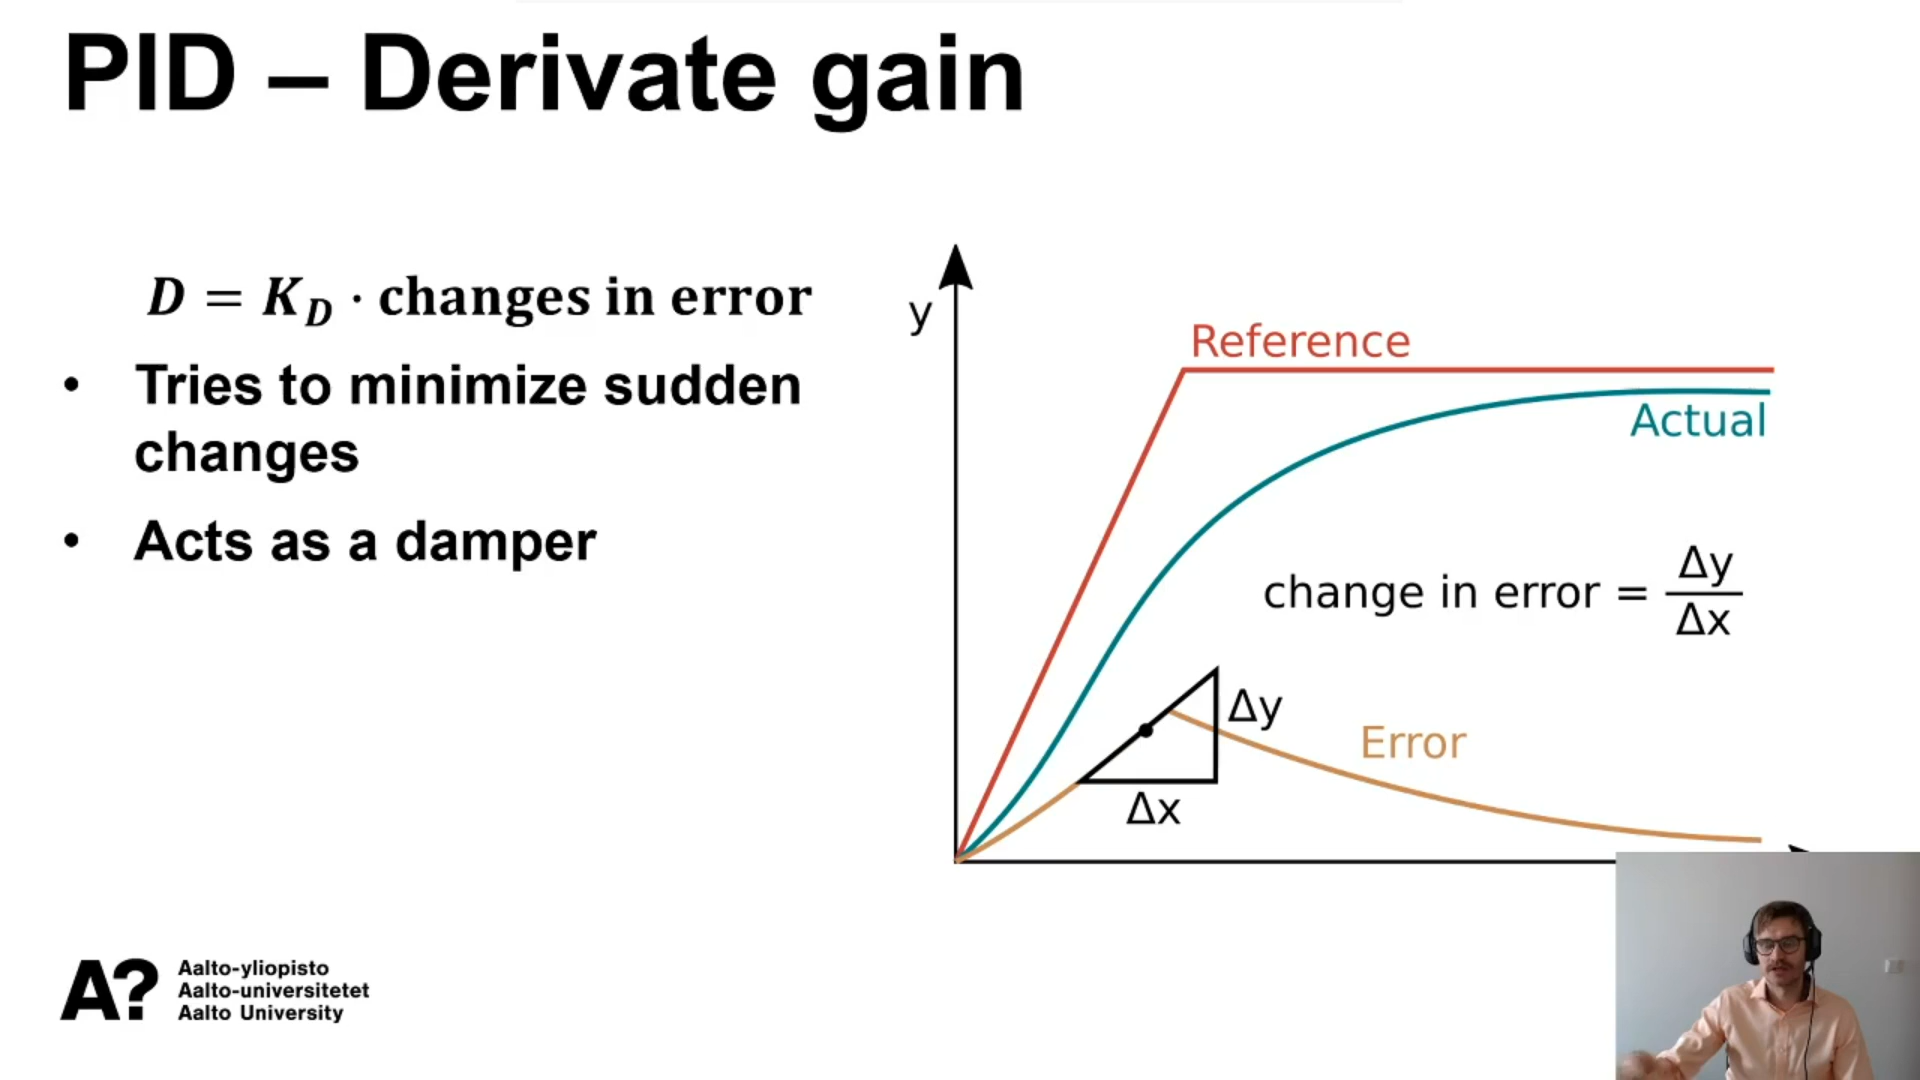 PID – Derivate gain
D = K_D · changes in error
• Tries to minimize sudden
changes
• Acts as a damper
y
Reference
Actual
change in error = Δy/Δx
Δy
Error
Δx
A?
Aalto-yliopisto
Aalto-universitetet
Aalto University